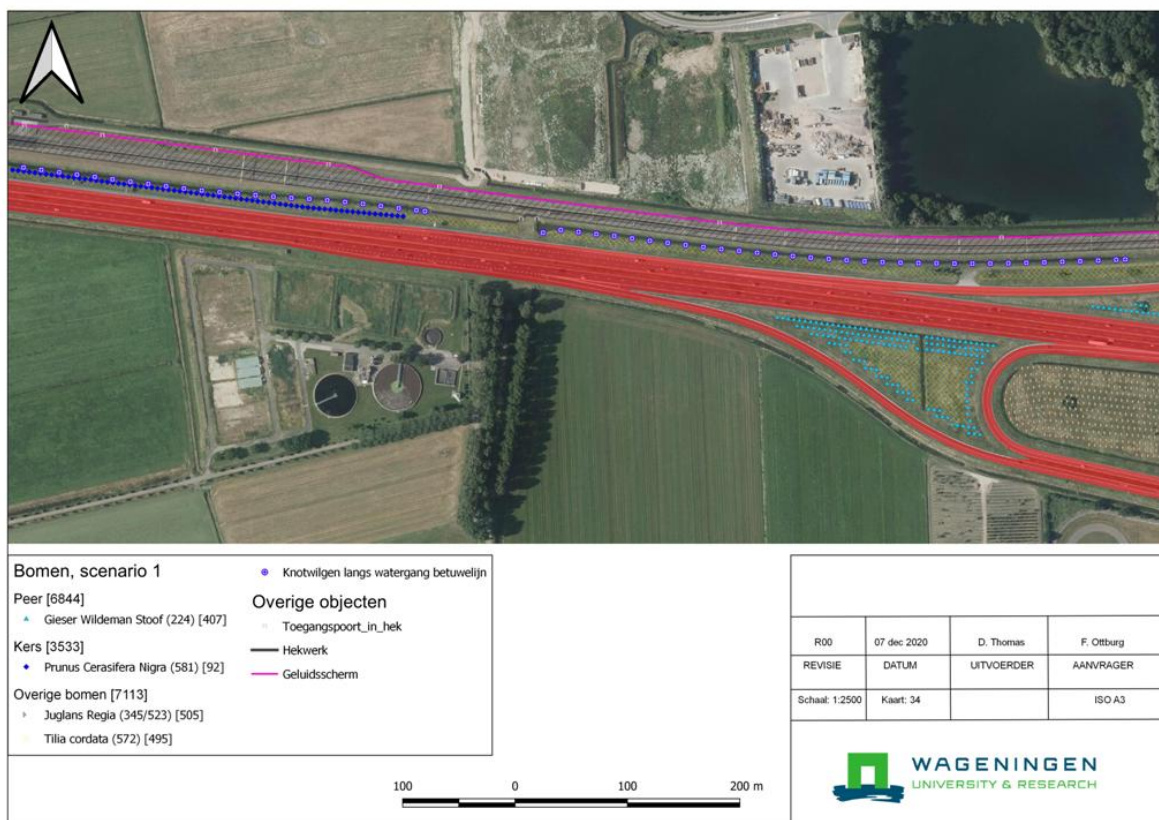 Bomen, scenario 1
Peer [6844]
Gieser Wildeman Stoof (224) [407]
Kers [3533]
Prunus Cerasifera Nigra (581) [92]
Overige bomen [7113]
Juglans Regia (345/523) [505]
Tilia cordata (572) [495]
Knotwilgen langs watergang betuwelijn
Overige objecten
Toegangspoort_in_hek
Hekwerk
Geluidsscherm
100 0 100 200 m
R00 07 dec 2020 D. Thomas F. Ottburg
REVISIE DATUM UITVOERDER AANVRAGER
Schaal: 1:2500 Kaart: 34 ISO A3
WAGENINGEN
UNIVERSITY & RESEARCH